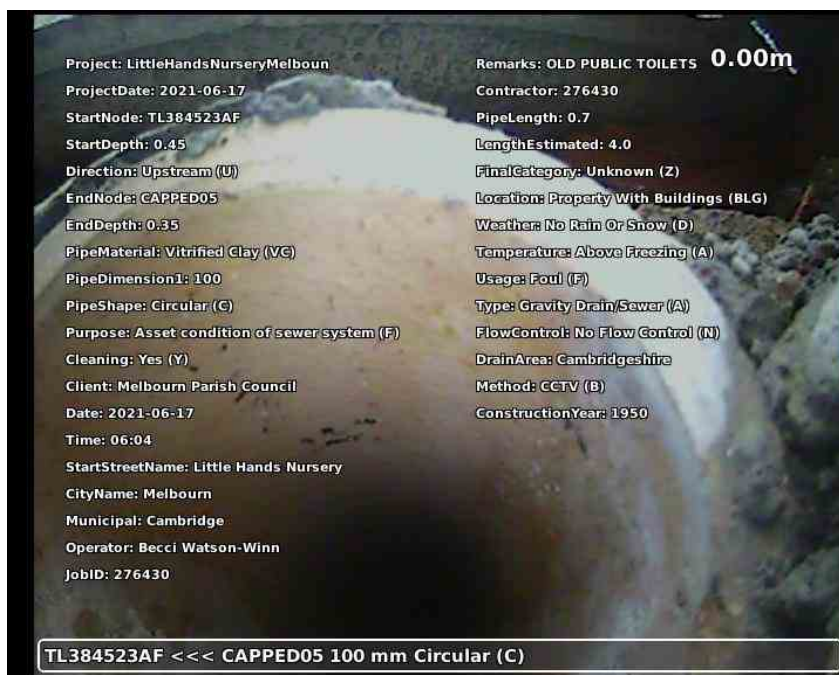 Project: LittleHandsNurseryMelboun
ProjectDate: 2021-06-17
StartNode: TL384523AF
StartDepth: 0.45
Direction: Upstream (U)
EndNode: CAPPED05
EndDepth: 0.35
PipeMaterial: Vitrified Clay (VC)
PipeDimension1: 100
PipeShape: Circular (C)
Purpose: Asset condition of sewer system (F)
Cleaning: Yes (Y)
Client: Melbourn Parish Council
Date: 2021-06-17
Time: 06:04
StartStreetName: Little Hands Nursery
CityName: Melbourn
Municipal: Cambridge
Operator: Becci Watson-Winn
JobID: 276430
Remarks: OLD PUBLIC TOILETS
0.00m
Contractor: 276430
PipeLength: 0.7
LengthEstimated: 4.0
FinalCategory: Unknown (Z)
Location: Property With Buildings (BLG)
Weather: No Rain Or Snow (D)
Temperature: Above Freezing (A)
Usage: Foul (F)
Type: Gravity Drain/Sewer (A)
FlowControl: No Flow Control (N)
DrainArea: Cambridgeshire
Method: CCTV (B)
ConstructionYear: 1950
TL384523AF <<< CAPPED05 100 mm Circular (C)